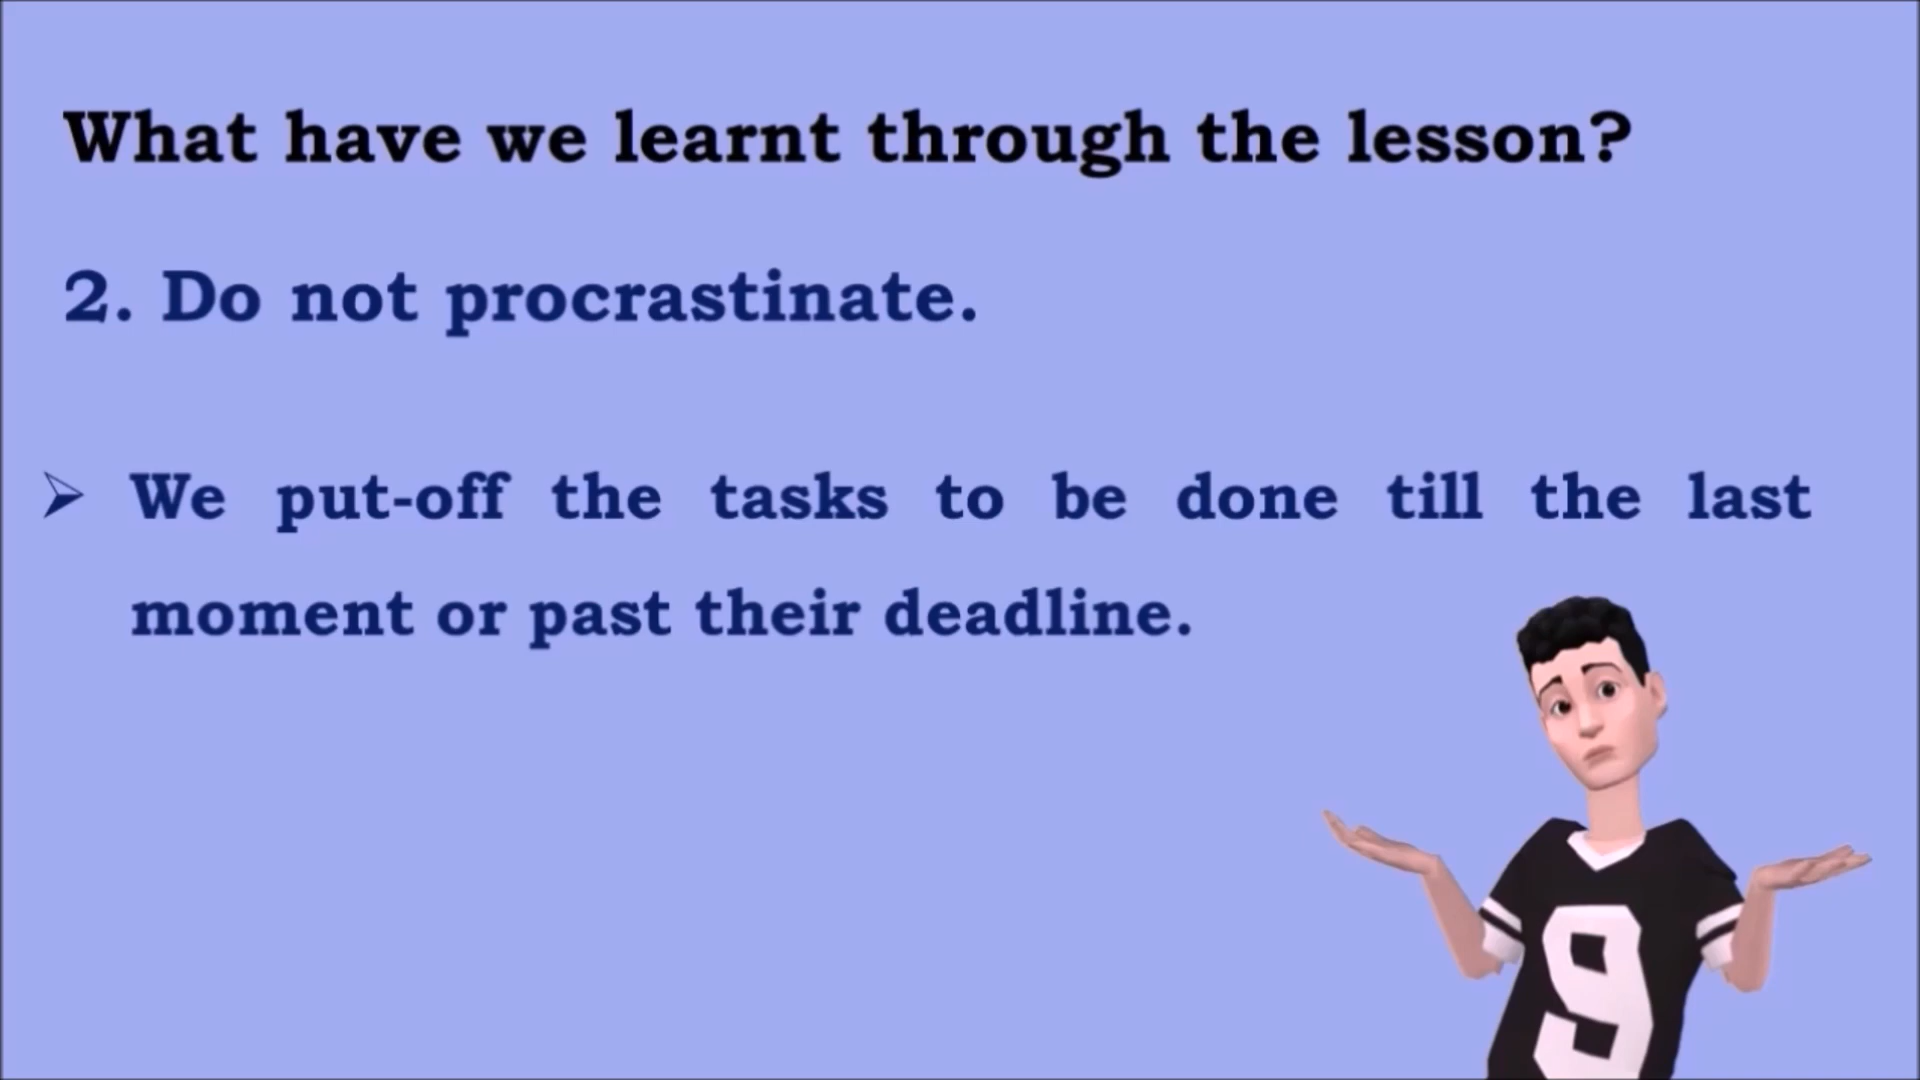 What have we learnt through the lesson?
2. Do not procrastinate.
➢ We put-off the tasks to be done till the last
moment or past their deadline.
9